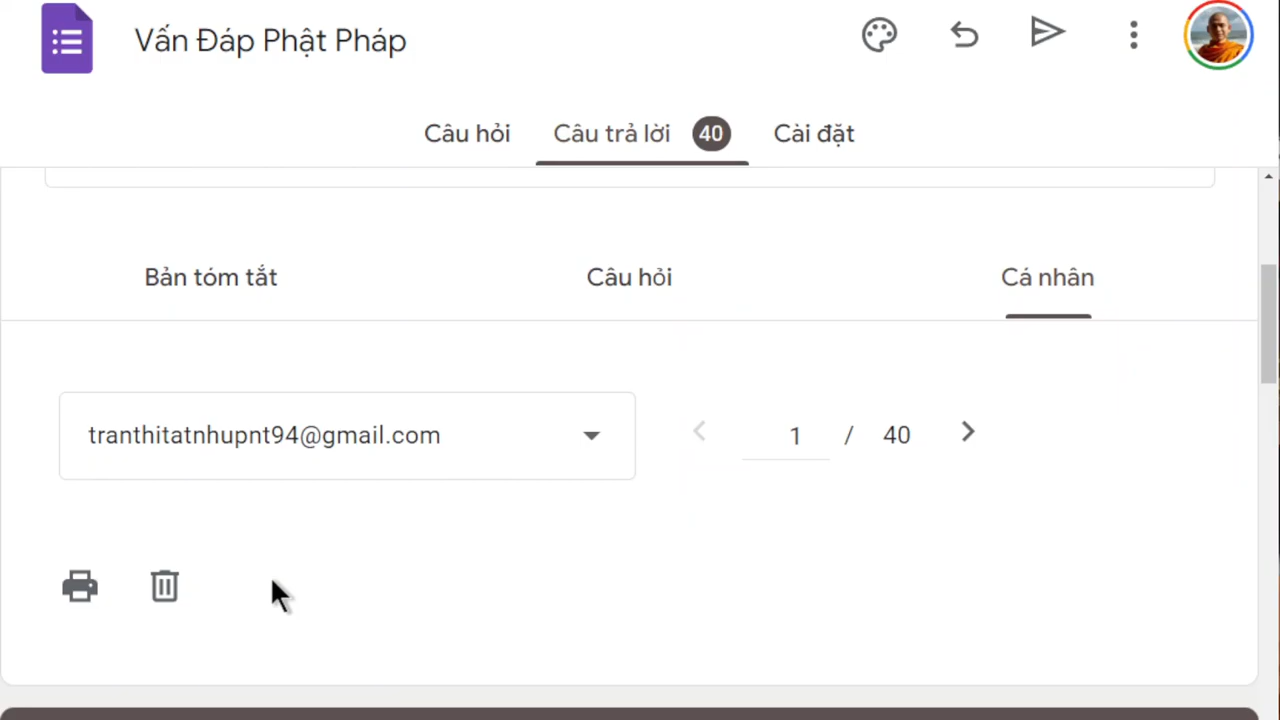 Vấn Đáp Phật Pháp
Câu hỏi Câu trả lời 40 Cài đặt
Bản tóm tắt Câu hỏi Cá nhân
tranthitatnhupnt94@gmail.com 1 / 40